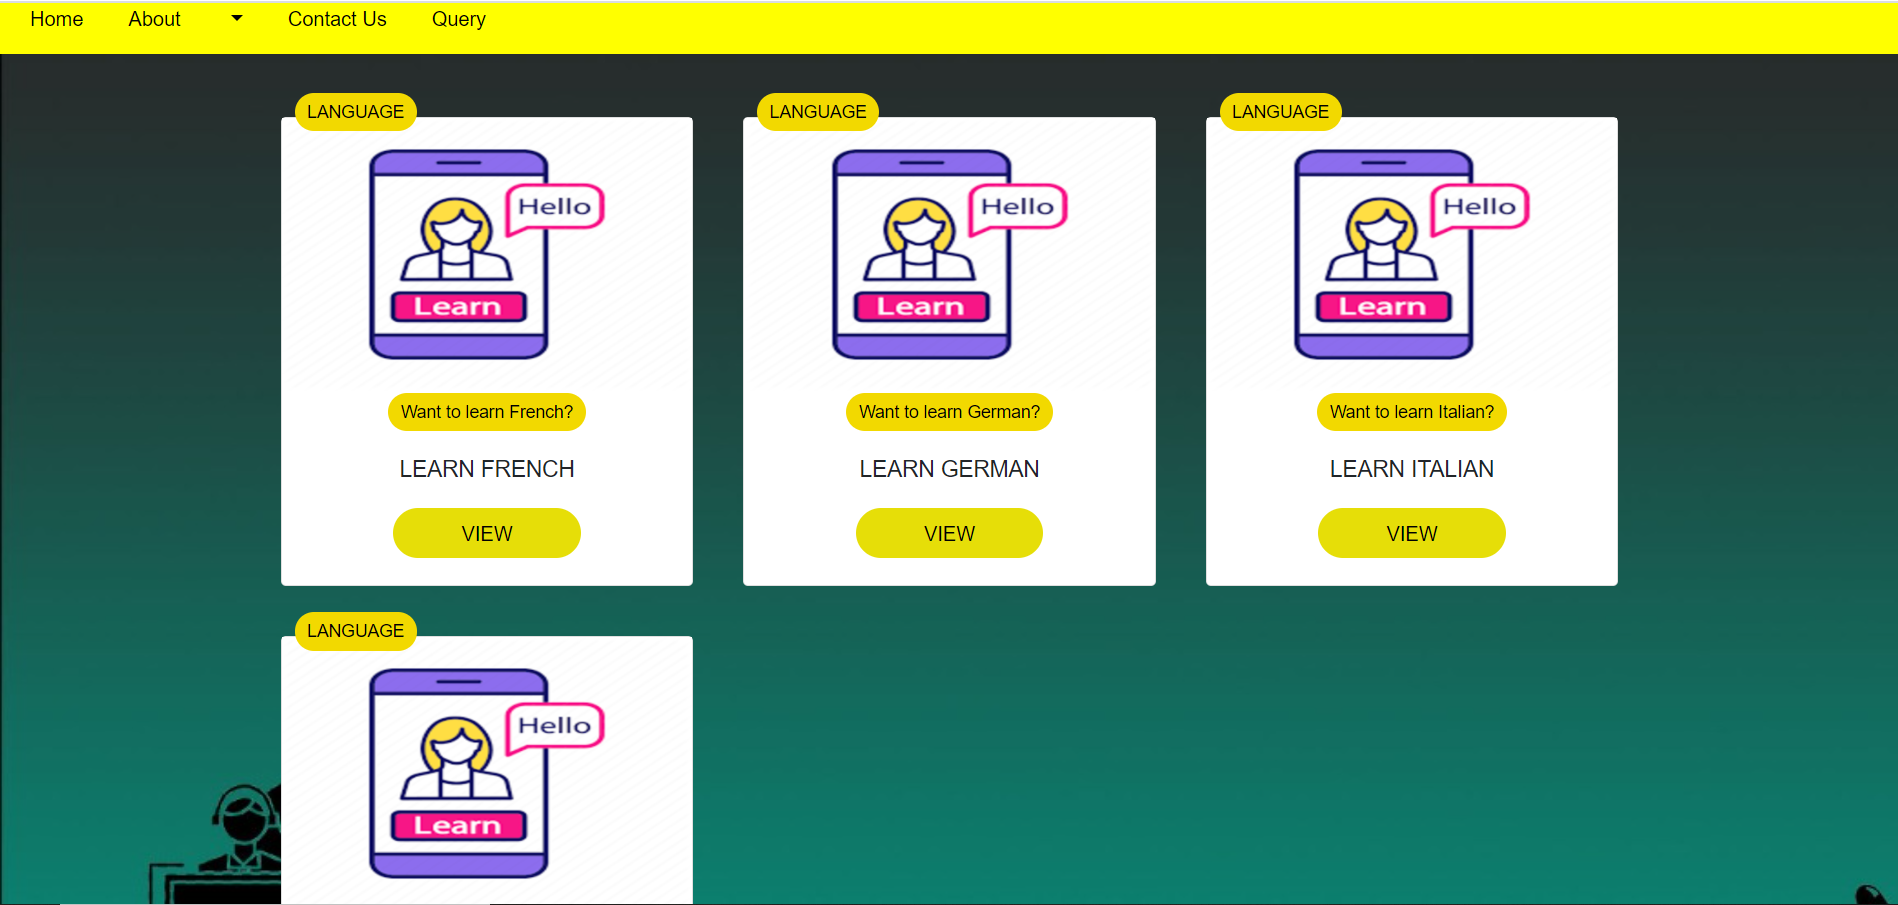 Home About Contact Us Query
LANGUAGE LANGUAGE LANGUAGE
Hello Hello Hello
Learn Learn Learn
Want to learn French? Want to learn German? Want to learn Italian?
LEARN FRENCH LEARN GERMAN LEARN ITALIAN
VIEW VIEW VIEW
LANGUAGE
Hello
Learn